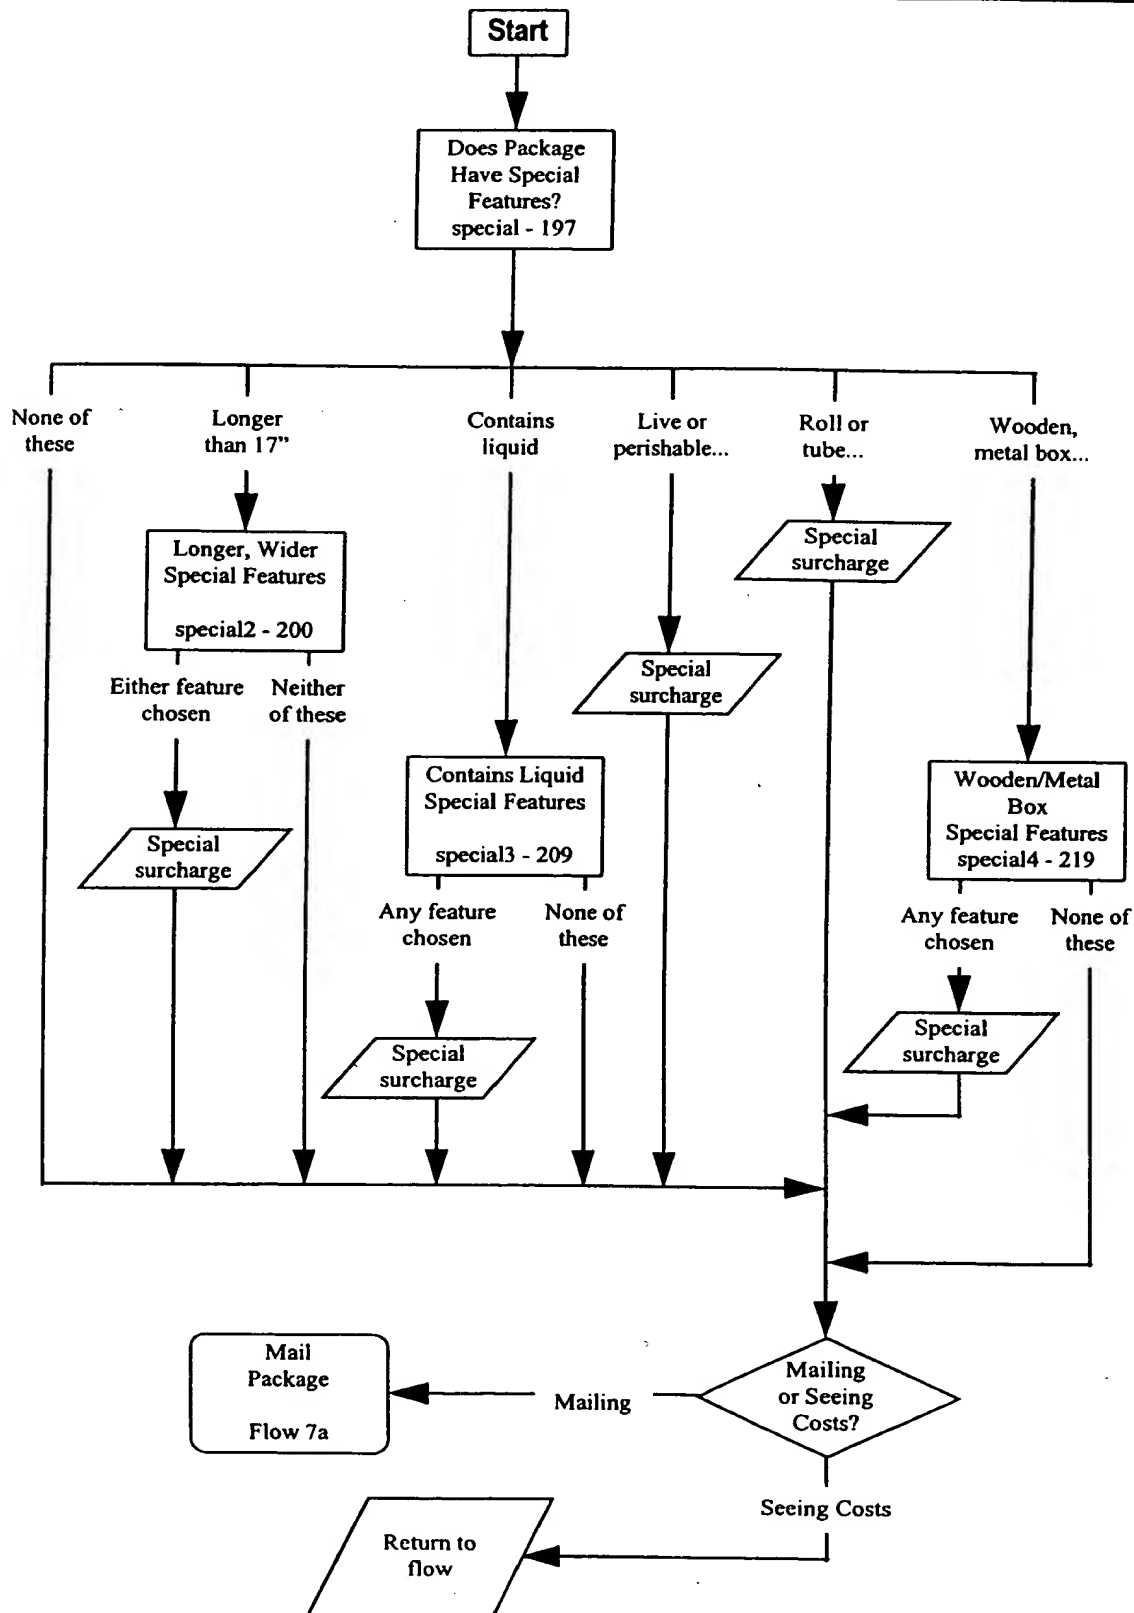 Start
Does Package
Have Special
Features?
special - 197
None of
these
Longer
than 17”
Contains
liquid
Live or
perishable...
Roll or
tube...
Wooden,
metal box...
Special
surcharge
Longer, Wider
Special Features
special2 - 200
Special
surcharge
Either feature
chosen
Neither
of these
Contains Liquid
Special Features
special3 - 209
Wooden/Metal
Box
Special Features
special4 - 219
Special
surcharge
Any feature
chosen
None of
these
Any feature
chosen
None of
these
Special
surcharge
Special
surcharge
Mail
Package
Flow 7a
Mailing
Mailing
or Seeing
Costs?
Seeing Costs
Return to
flow